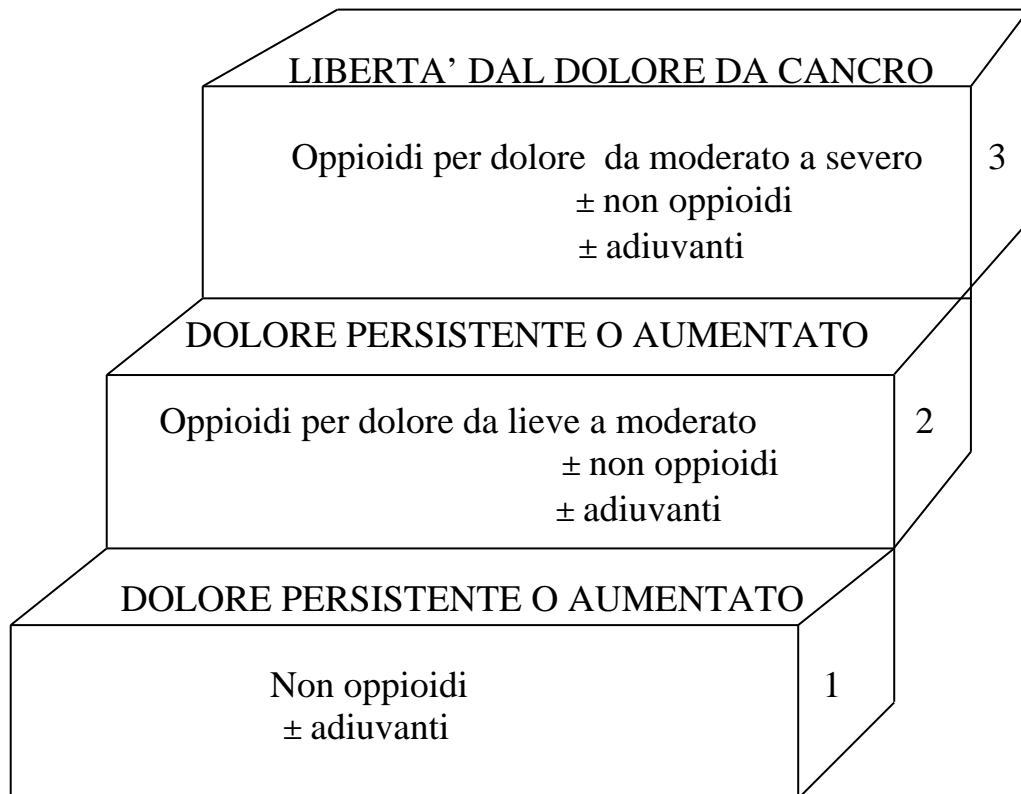 LIBERTA’ DAL DOLORE DA CANCRO
Oppioidi per dolore da moderato a severo
3
± non oppioidi
± adiuvanti
DOLORE PERSISTENTE O AUMENTATO
Oppioidi per dolore da lieve a moderato
2
± non oppioidi
± adiuvanti
DOLORE PERSISTENTE O AUMENTATO
Non oppioidi
1
± adiuvanti